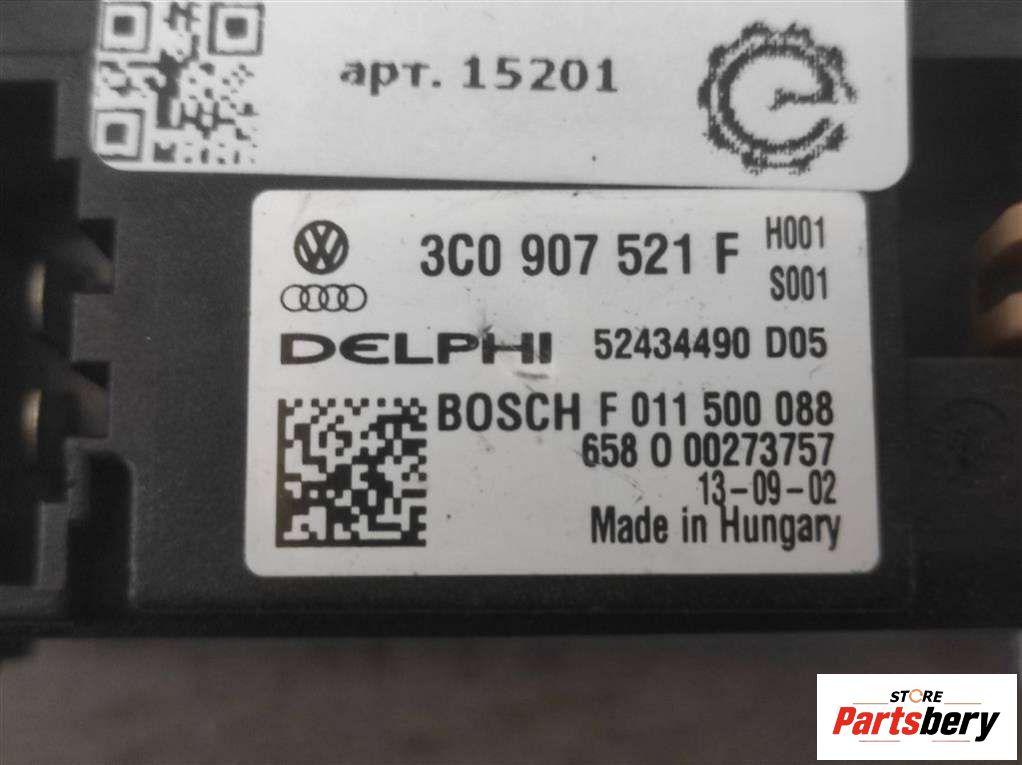 арт. 15201
3C0 907 521 F
H001
S001
DELPHI 52434490 D05
BOSCH F 011 500 088
658 0 00273757
13-09-02
Made in Hungary
STORE
Partsbery